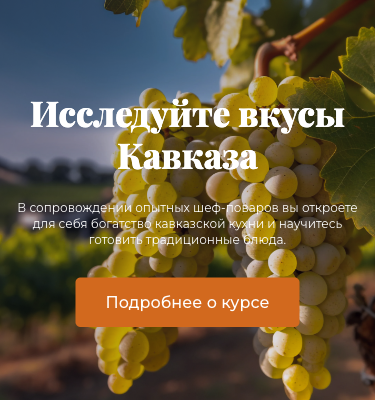 Исследуйте вкусы
Кавказа
В сопровождении опытных шеф-поваров вы откроете
для себя богатство кавказской кухни и научитесь
готовить традиционные блюда.
Подробнее о курсе